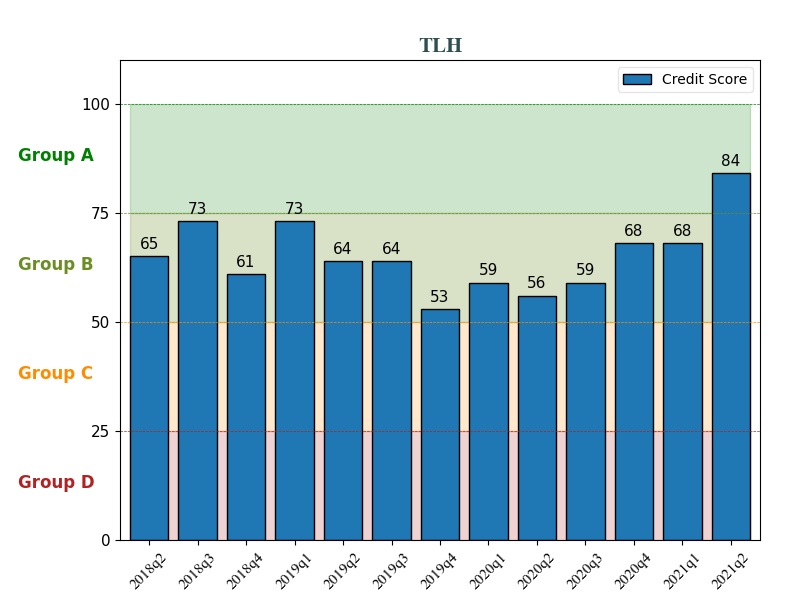 TLH
Credit Score
100
Group A
84
75
73
73
65
61
64
64
53
59
56
59
68
68
Group B
50
Group C
25
Group D
0
2018q2
2018q3
2018q4
2019q1
2019q2
2019q3
2019q4
2020q1
2020q2
2020q3
2020q4
2021q1
2021q2